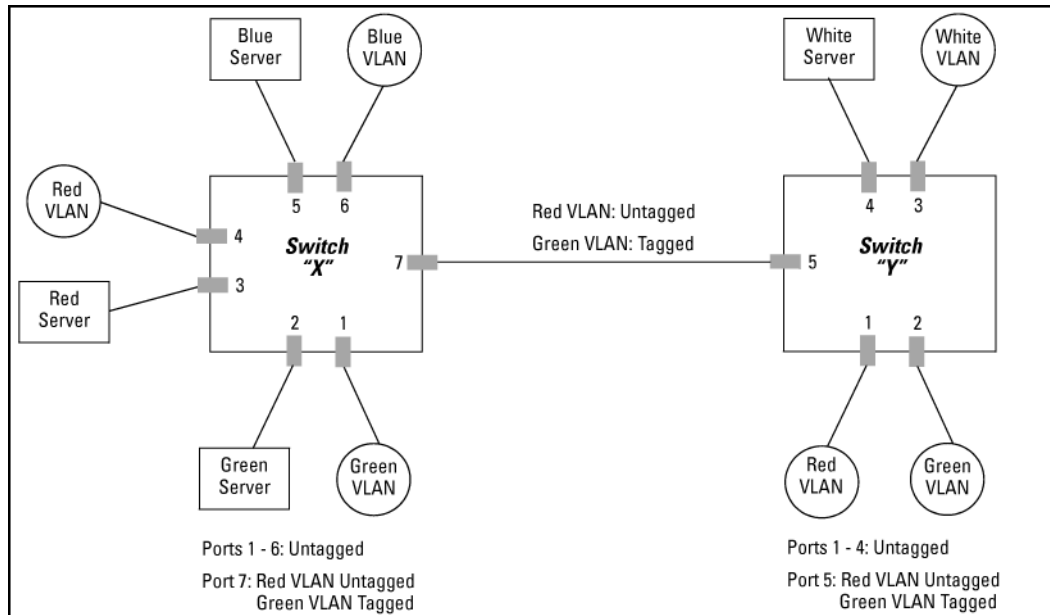 Blue
Server
Blue
VLAN
White
Server
White
VLAN
5
6
4
3
Red
VLAN
4
Red VLAN: Untagged
Green VLAN: Tagged
Switch
"X"
7
5
Switch
"Y"
3
Red
Server
2
1
1
2
Green
Server
Green
VLAN
Red
VLAN
Green
VLAN
Ports 1 - 6: Untagged
Port 7: Red VLAN Untagged
Green VLAN Tagged
Ports 1 - 4: Untagged
Port 5: Red VLAN Untagged
Green VLAN Tagged